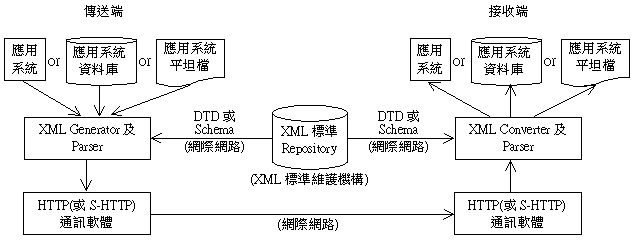 傳送端
接收端
應用
系統
or
應用系統
資料庫
or
應用系統
平坦檔
應用
系統
or
應用系統
資料庫
or
應用系統
平坦檔
XML Generator 及
Parser
DTD 或
Schema
(網際網路)
XML 標準
Repository
(XML 標準維護機構)
DTD 或
Schema
(網際網路)
XML Converter 及
Parser
HTTP(或 S-HTTP)
通訊軟體
(網際網路)
HTTP(或 S-HTTP)
通訊軟體